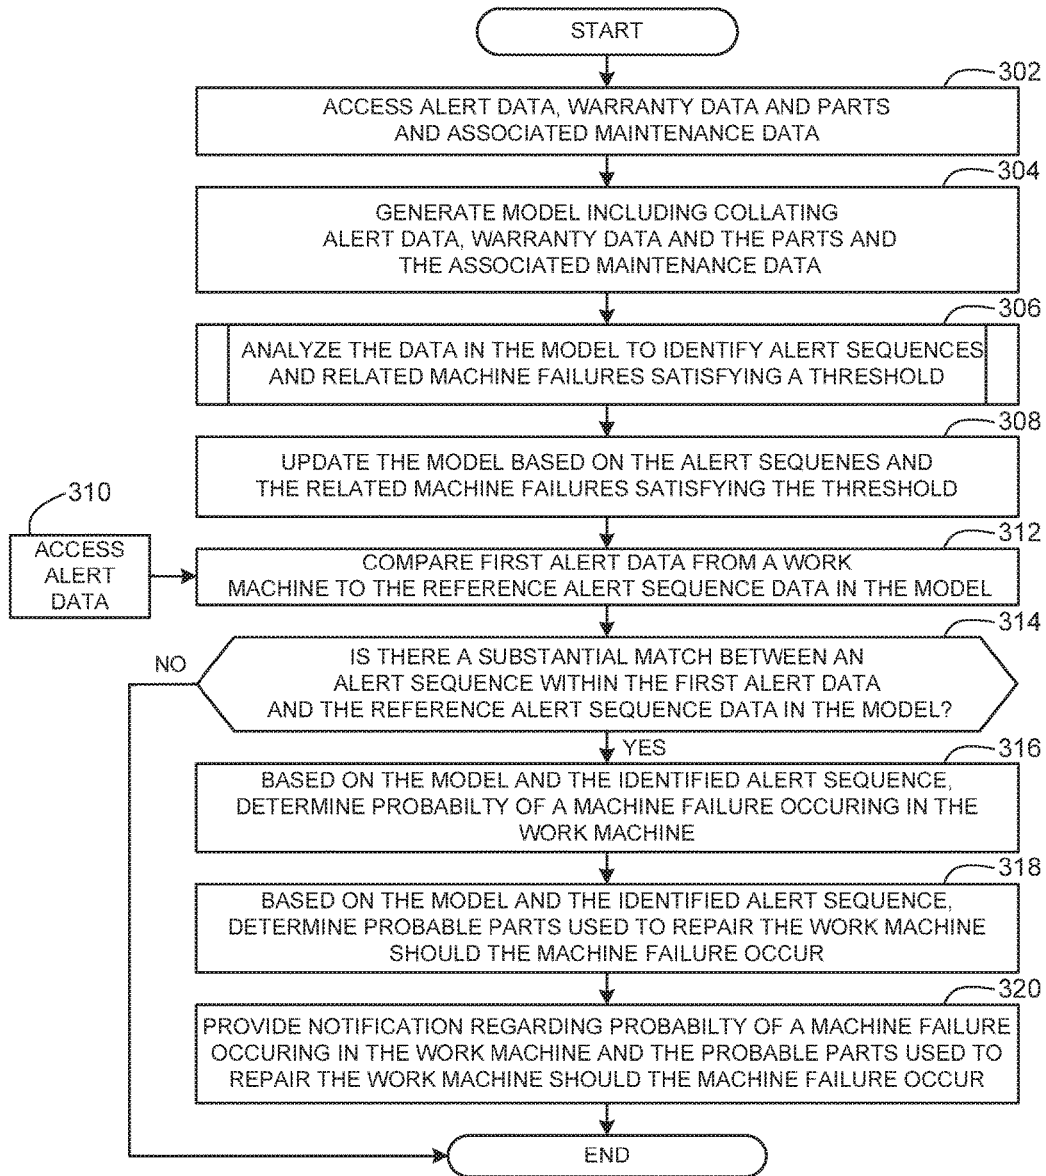 START
302
ACCESS ALERT DATA, WARRANTY DATA AND PARTS
AND ASSOCIATED MAINTENANCE DATA
304
GENERATE MODEL INCLUDING COLLATING
ALERT DATA, WARRANTY DATA AND THE PARTS AND
THE ASSOCIATED MAINTENANCE DATA
306
ANALYZE THE DATA IN THE MODEL TO IDENTIFY ALERT SEQUENCES
AND RELATED MACHINE FAILURES SATISFYING A THRESHOLD
308
UPDATE THE MODEL BASED ON THE ALERT SEQUENES AND
THE RELATED MACHINE FAILURES SATISFYING THE THRESHOLD
310
ACCESS
ALERT
DATA
312
COMPARE FIRST ALERT DATA FROM A WORK
MACHINE TO THE REFERENCE ALERT SEQUENCE DATA IN THE MODEL
314
NO
IS THERE A SUBSTANTIAL MATCH BETWEEN AN
ALERT SEQUENCE WITHIN THE FIRST ALERT DATA
AND THE REFERENCE ALERT SEQUENCE DATA IN THE MODEL?
YES
316
BASED ON THE MODEL AND THE IDENTIFIED ALERT SEQUENCE,
DETERMINE PROBABILTY OF A MACHINE FAILURE OCCURING IN THE
WORK MACHINE
318
BASED ON THE MODEL AND THE IDENTIFIED ALERT SEQUENCE,
DETERMINE PROBABLE PARTS USED TO REPAIR THE WORK MACHINE
SHOULD THE MACHINE FAILURE OCCUR
320
PROVIDE NOTIFICATION REGARDING PROBABILTY OF A MACHINE FAILURE
OCCURING IN THE WORK MACHINE AND THE PROBABLE PARTS USED TO
REPAIR THE WORK MACHINE SHOULD THE MACHINE FAILURE OCCUR
END